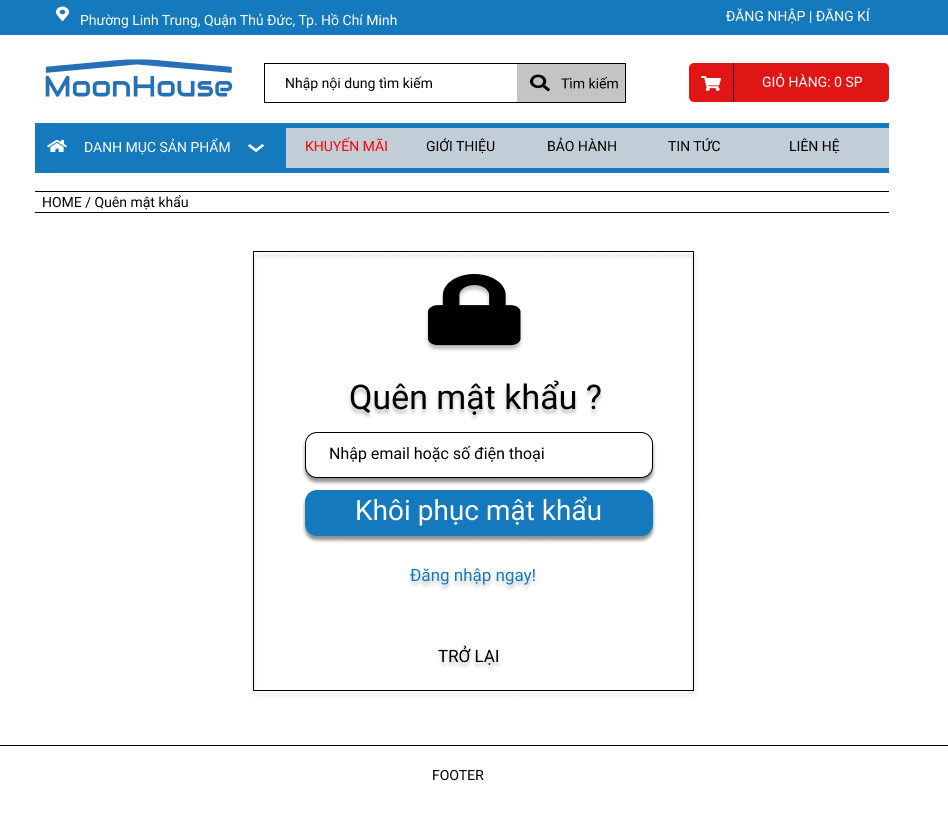 Phường Linh Trung, Quận Thủ Đức, Tp. Hồ Chí Minh
ĐĂNG NHẬP | ĐĂNG KÍ
MoonHouse
Nhập nội dung tìm kiếm
Tìm kiếm
GIỎ HÀNG: 0 SP
DANH MỤC SẢN PHẨM
KHUYẾN MÃI
GIỚI THIỆU
BẢO HÀNH
TIN TỨC
LIÊN HỆ
HOME / Quên mật khẩu
Quên mật khẩu ?
Nhập email hoặc số điện thoại
Khôi phục mật khẩu
Đăng nhập ngay!
TRỞ LẠI
FOOTER